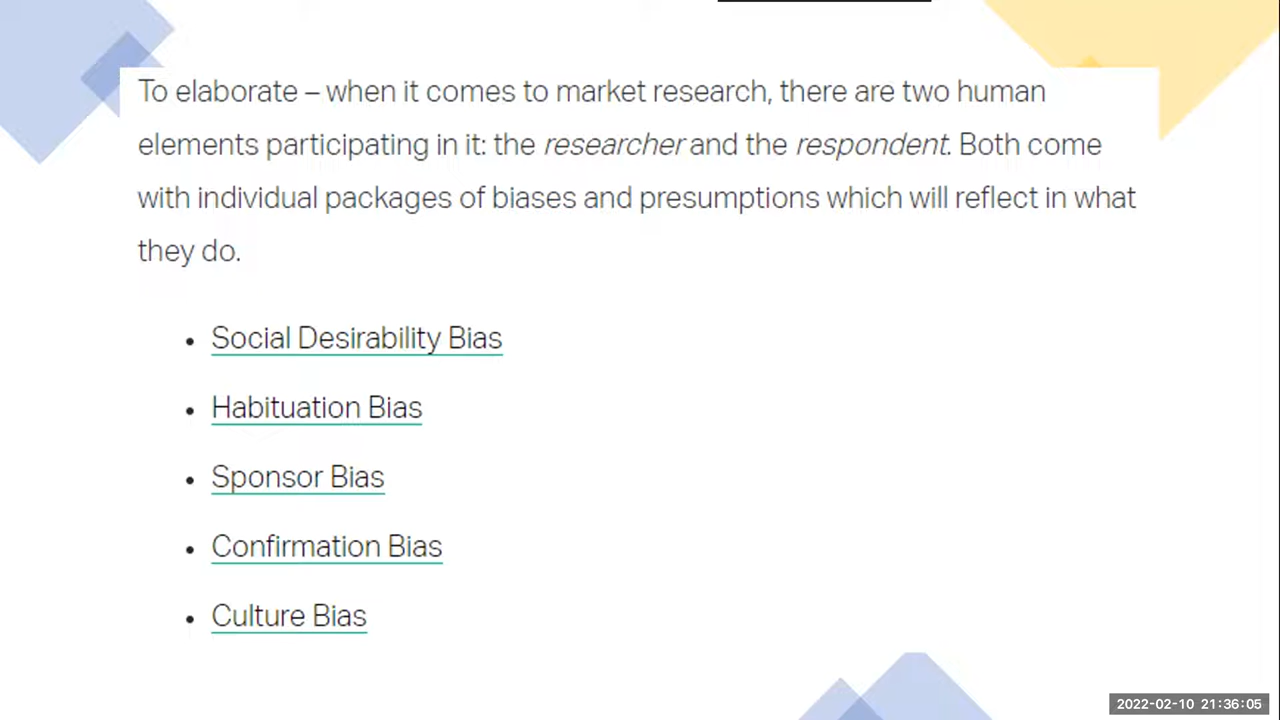 To elaborate – when it comes to market research, there are two human
elements participating in it: the researcher and the respondent. Both come
with individual packages of biases and presumptions which will reflect in what
they do.
• Social Desirability Bias
• Habituation Bias
• Sponsor Bias
• Confirmation Bias
• Culture Bias
2022-02-10 21:36:05